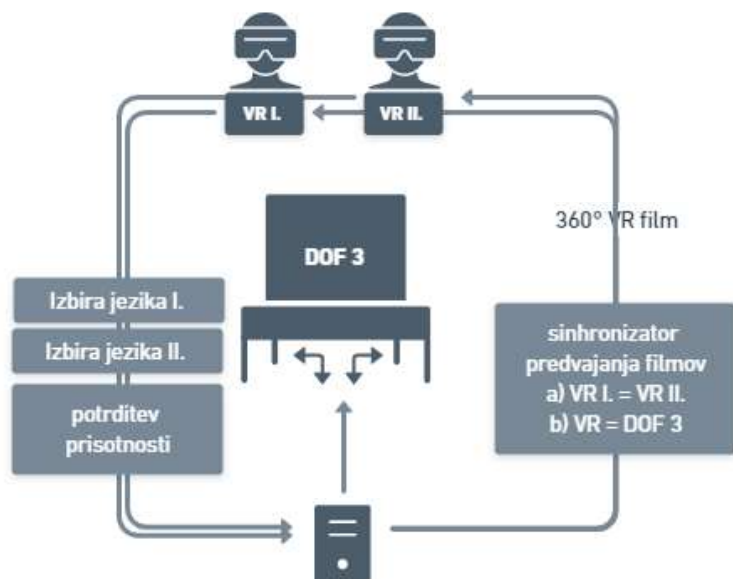 VR I.
VR II.
360° VR film
DOF 3
Izbira jezika I.
Izbira jezika II.
potrditev
prisotnosti
sinhronizator
predvajanja filmov
a) VR I. = VR II.
b) VR = DOF 3